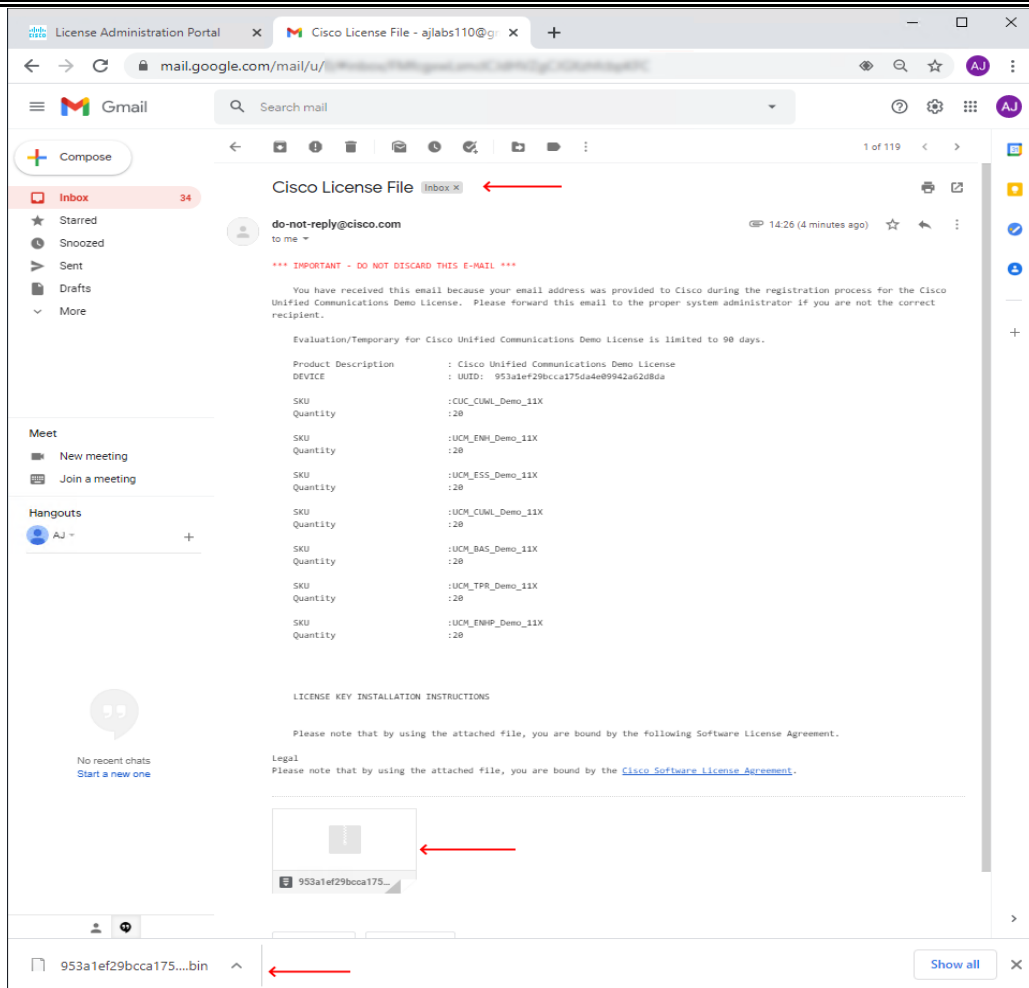 License Administration Portal
Cisco License File - ajlabs110@g
mail.google.com/mail/u/
AJ
Gmail
Search mail
AJ
Compose
1 of 119
31
Inbox 34
Starred
Snoozed
Sent
Drafts
More
Cisco License File Inbox ×
do-not-reply@cisco.com
14:26 (4 minutes ago)
to me
*** IMPORTANT - DO NOT DISCARD THIS E-MAIL ***
You have received this email because your email address was provided to Cisco during the registration process for the Cisco
Unified Communications Demo License. Please forward this email to the proper system administrator if you are not the correct
recipient.
Evaluation/Temporary for Cisco Unified Communications Demo License is limited to 90 days.
Product Description : Cisco Unified Communications Demo License
DEVICE : UUID: 953a1ef29bcca175da4e09942a62d8da
SKU :CUC_CUWL_Demo_11X
Quantity :20
SKU :UCM_ENH_Demo_11X
Quantity :20
SKU :UCM_ESS_Demo_11X
Quantity :20
SKU :UCM_CUWL_Demo_11X
Quantity :20
SKU :UCM_BAS_Demo_11X
Quantity :20
SKU :UCM_TPR_Demo_11X
Quantity :20
SKU :UCM_ENHP_Demo_11X
Quantity :20
LICENSE KEY INSTALLATION INSTRUCTIONS
Please note that by using the attached file, you are bound by the following Software License Agreement.
Legal
Please note that by using the attached file, you are bound by the Cisco Software License Agreement.
953a1ef29bcca175...
Meet
New meeting
Join a meeting
Hangouts
AJ
No recent chats
Start a new one
953a1ef29bcca175....bin
Show all